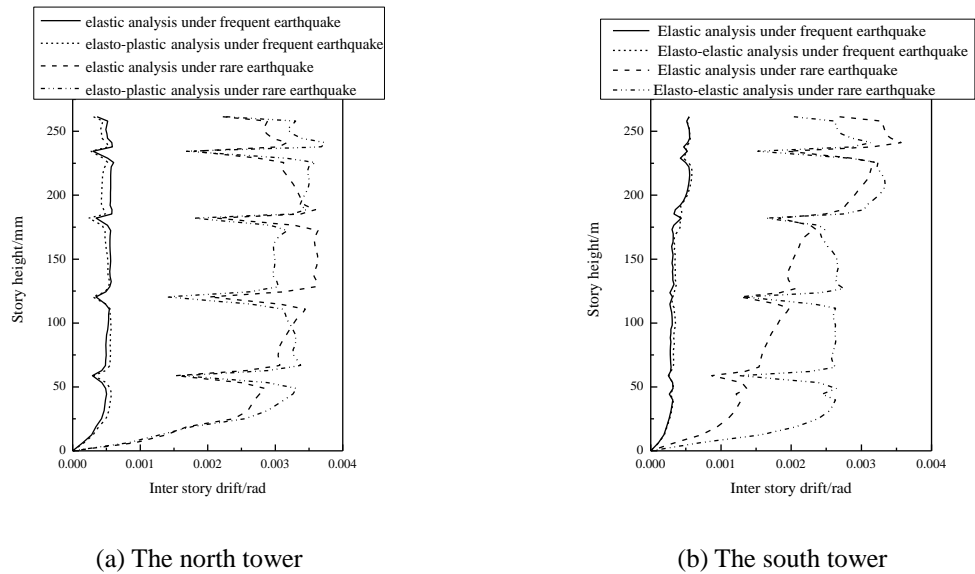 elastic analysis under frequent earthquake
elasto-plastic analysis under frequent earthquake
elastic analysis under rare earthquake
elasto-plastic analysis under rare earthquake
250
200
150
100
50
0
Story height/mm
0.000 0.001 0.002 0.003 0.004
Inter story drift/rad
(a) The north tower
Elastic analysis under frequent earthquake
Elasto-elastic analysis under frequent earthquake
Elastic analysis under rare earthquake
Elasto-elastic analysis under rare earthquake
250
200
150
100
50
0
Story height/m
0.000 0.001 0.002 0.003 0.004
Inter story drift/rad
(b) The south tower